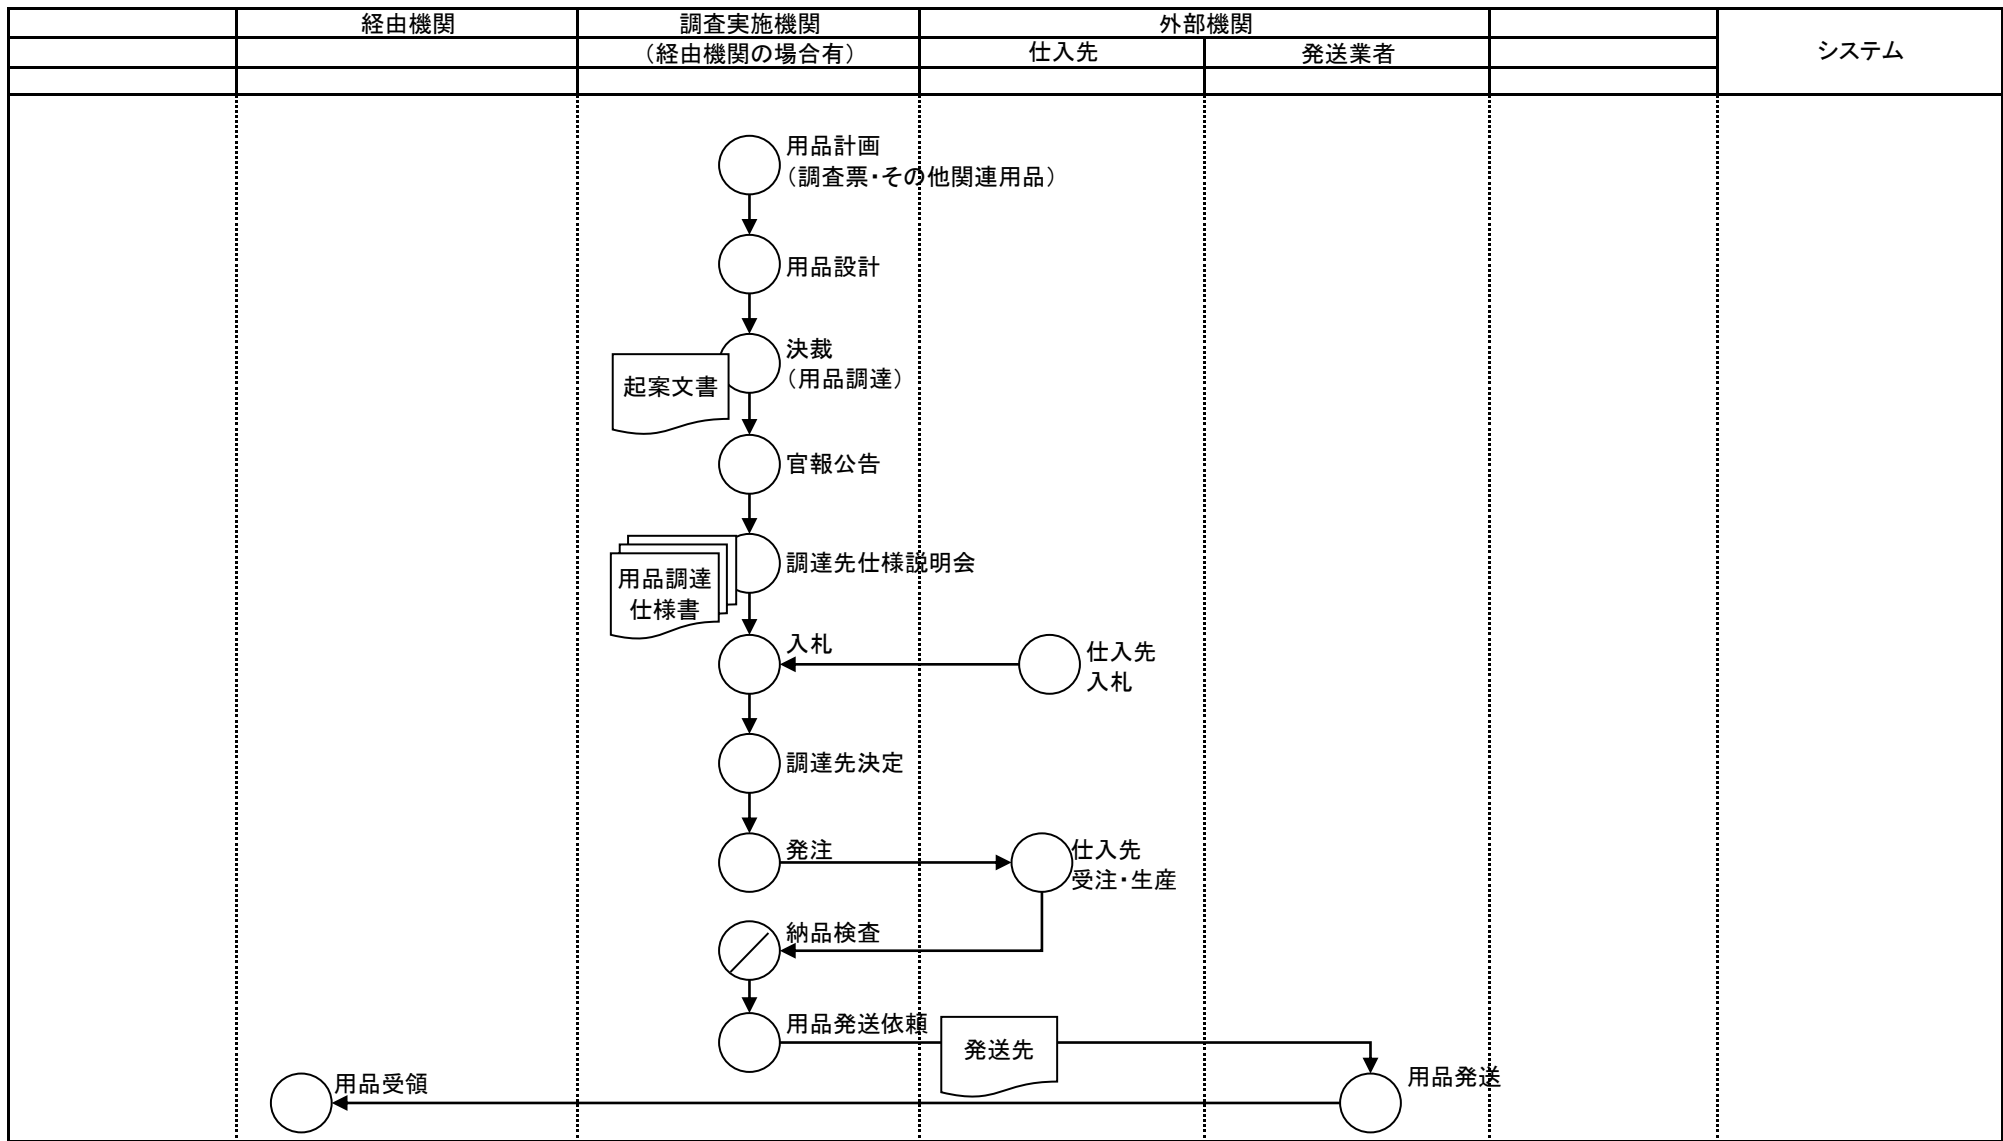 経由機関
調査実施機関
外部機関
(経由機関の場合有)
仕入先
発送業者
システム
用品計画
(調査票・その他関連用品)
用品設計
決裁
(用品調達)
起案文書
官報公告
調達先仕様説明会
用品調達
仕様書
入札
仕入先
入札
調達先決定
発注
仕入先
受注・生産
納品検査
用品発送依頼
発送先
用品発送
用品受領